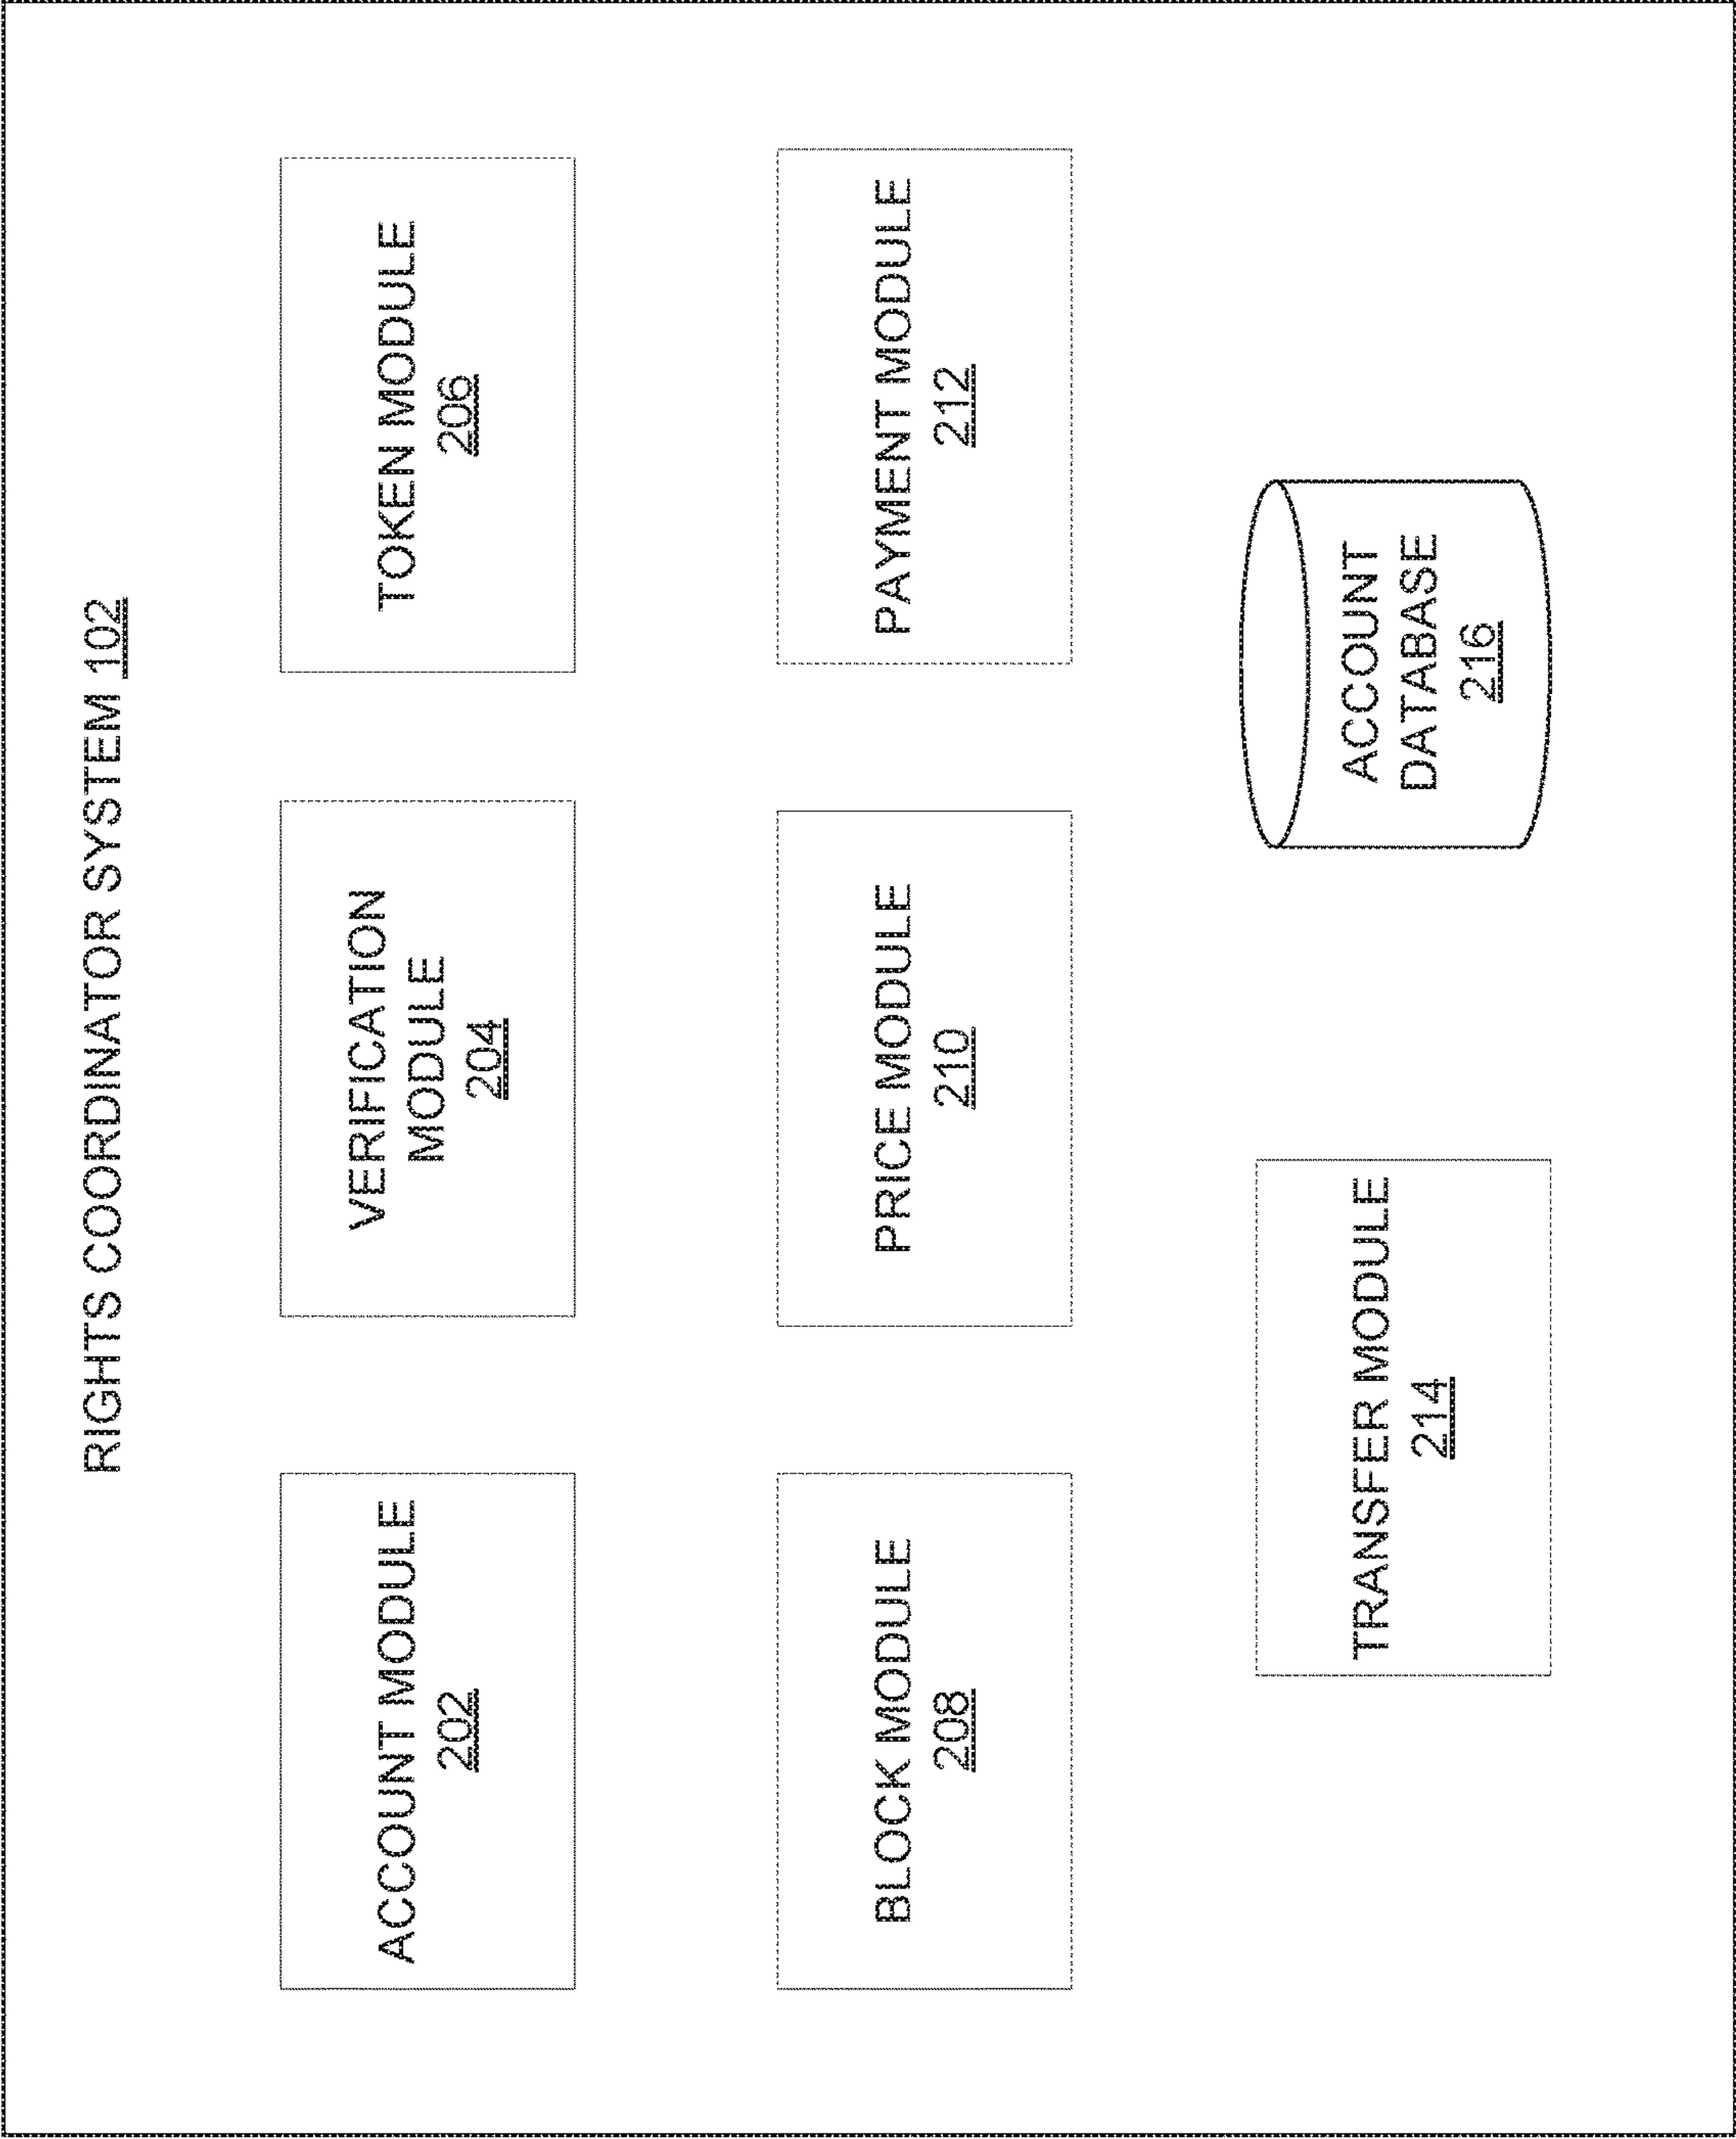 RIGHTS COORDINATOR SYSTEM 102
ACCOUNT MODULE
202
VERIFICATION
MODULE
204
TOKEN MODULE
206
BLOCK MODULE
208
PRICE MODULE
210
PAYMENT MODULE
212
TRANSFER MODULE
214
ACCOUNT
DATABASE
216